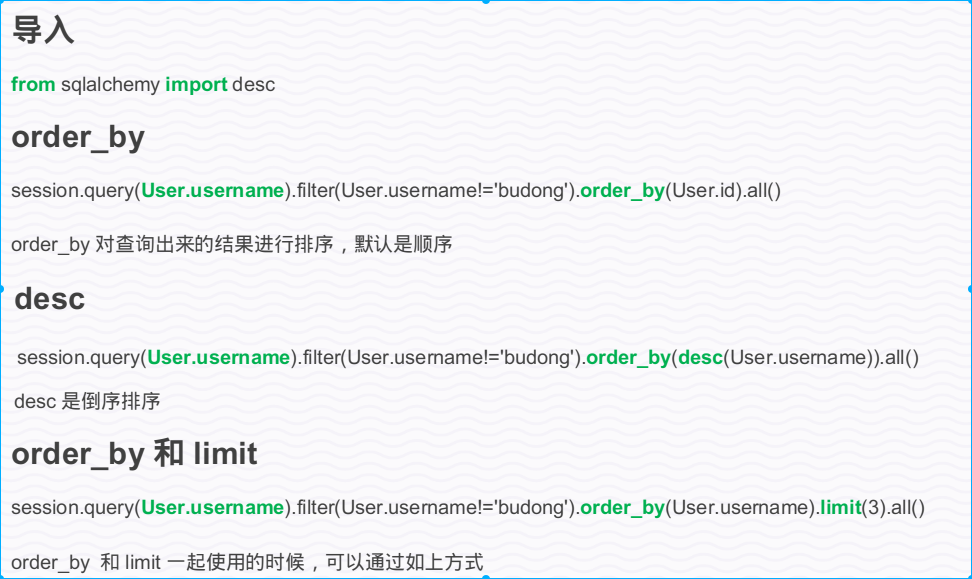 导入
from sqlalchemy import desc
order_by
session.query(User.username).filter(User.username!='budong').order_by(User.id).all()
order_by 对查询出来的结果进行排序，默认是顺序
desc
session.query(User.username).filter(User.username!='budong').order_by(desc(User.username)).all()
desc 是倒序排序
order_by 和 limit
session.query(User.username).filter(User.username!='budong').order_by(User.username).limit(3).all()
order_by 和 limit 一起使用的时候，可以通过如上方式